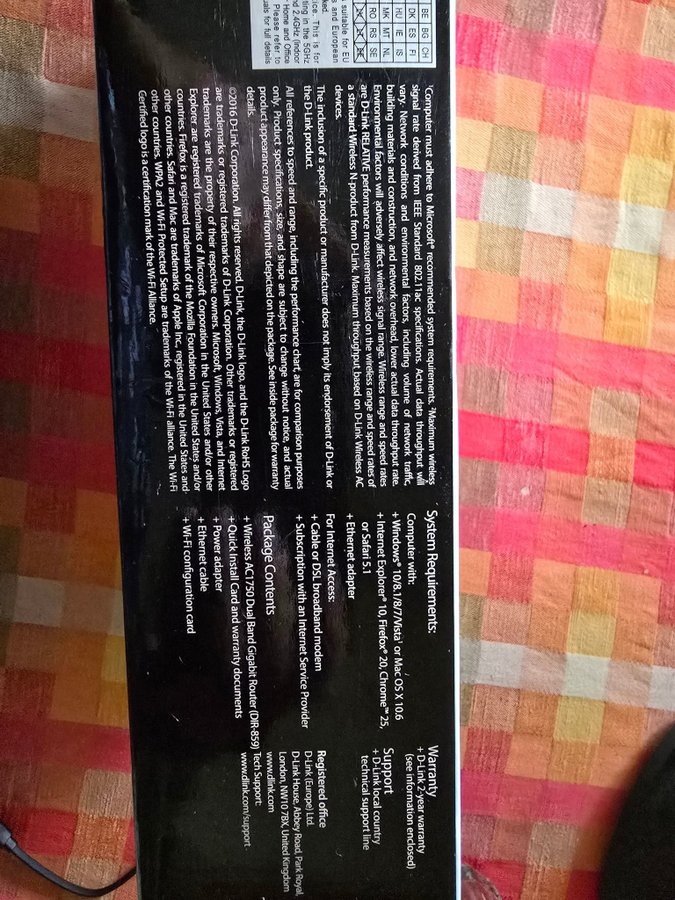 s suitable for EU
s and European
ked.
ice. This is for
ting in the 5GHz
nd 2.4GHz (Indoor
Home and Office
Please refer to
uals for full details
BE BG CH
DK ES FI
HU IE IS
MK MT NL
RO RS SE
¹Computer must adhere to Microsoft® recommended system requirements. ²Maximum wireless
signal rate derived from IEEE Standard 802.11ac specifications. Actual data throughput will
vary. Network conditions and environmental factors, including volume of network traffic,
building materials and construction, and network overhead, lower actual data throughput rate.
Environmental factors will adversely affect wireless signal range. Wireless range and speed rates
are D-Link RELATIVE performance measurements based on the wireless range and speed rates of
a standard Wireless N product from D-Link. Maximum throughput based on D-Link Wireless AC
devices.
The inclusion of a specific product or manufacturer does not imply its endorsement of D-Link or
the D-Link product.
All references to speed and range, including the performance chart, are for comparison purposes
only. Product specifications, size, and shape are subject to change without notice, and actual
product appearance may differ from that depicted on the package. See inside package for warranty
details.
©2016 D-Link Corporation. All rights reserved. D-Link, the D-Link logo, and the D-Link RoHS Logo
are trademarks or registered trademarks of D-Link Corporation. Other trademarks or registered
trademarks are the property of their respective owners. Microsoft, Windows, Vista, and Internet
Explorer are registered trademarks of Microsoft Corporation in the United States and/or other
countries. Firefox is a registered trademark of the Mozilla Foundation in the United States and/or
other countries. Safari and Mac are trademarks of Apple Inc., registered in the United States and
other countries. WPA2 and Wi-Fi Protected Setup are trademarks of the Wi-Fi alliance. The Wi-Fi
Certified logo is a certification mark of the Wi-Fi Alliance.
System Requirements:
Computer with:
+ Windows® 10/8.1/8/7/Vista¹ or Mac OS X 10.6
+ Internet Explorer® 10, Firefox® 20, Chrome™ 25,
or Safari 5.1
+ Ethernet adapter
For Internet Access:
+ Cable or DSL broadband modem
+ Subscription with an Internet Service Provider
Package Contents
+ Wireless AC1750 Dual Band Gigabit Router (DIR-859)
+ Quick Install Card and warranty documents
+ Power adapter
+ Ethernet cable
+ Wi-Fi configuration card
Warranty
+ D-Link 2-year warranty
(see information enclosed)
Support
+ D-Link local country
technical support line
Registered office
D-Link (Europe) Ltd.
D-Link House, Abbey Road, Park Royal,
London, NW10 7BX, United Kingdom
www.dlink.com
Tech Support:
www.dlink.com/support